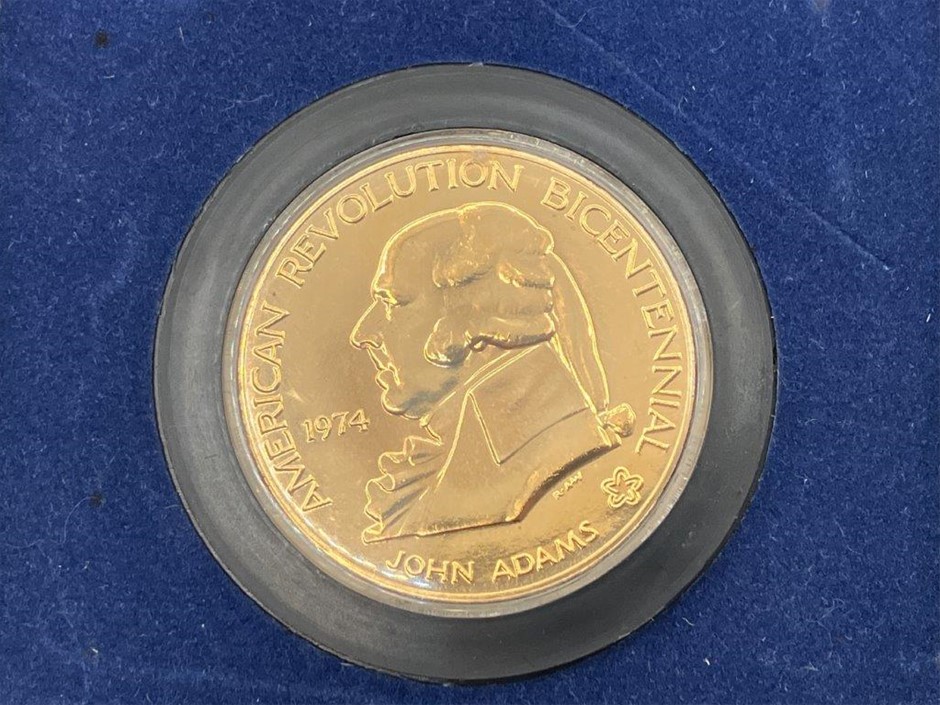 AMERICAN REVOLUTION BICENTENNIAL
1974
JOHN ADAMS